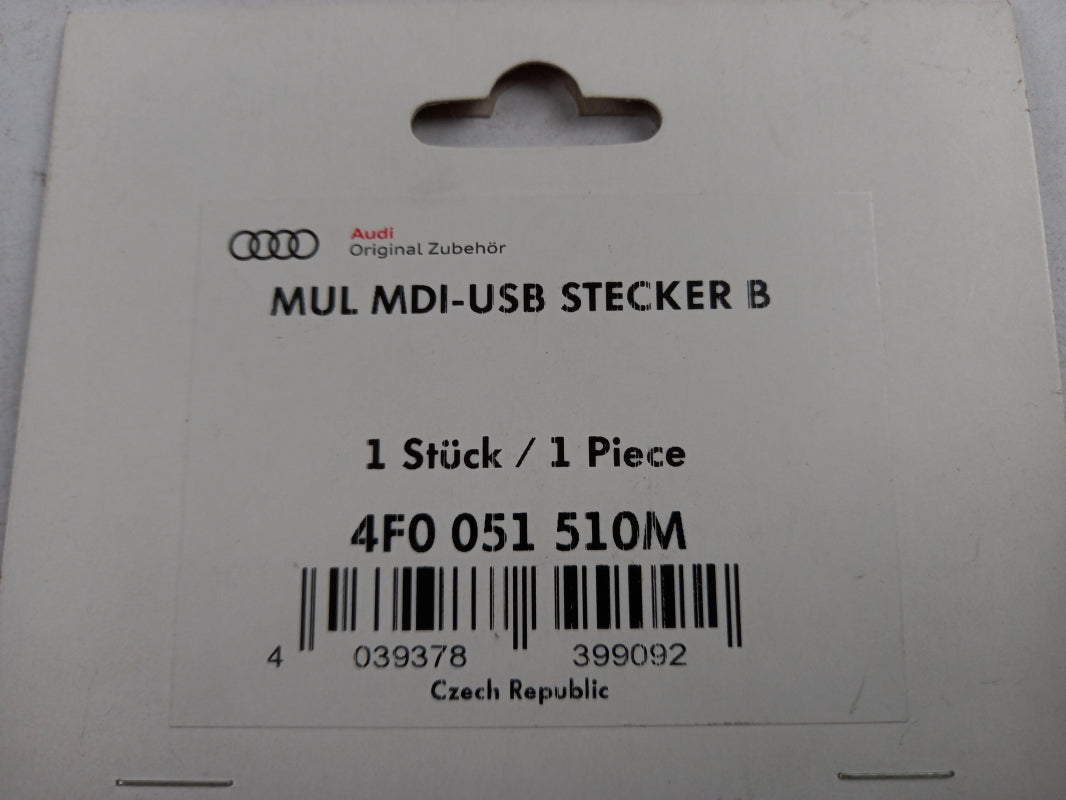 Audi
Original Zubehör
MUL MDI-USB STECKER B
1 Stück / 1 Piece
4F0 051 510M
4 039378 399092
Czech Republic